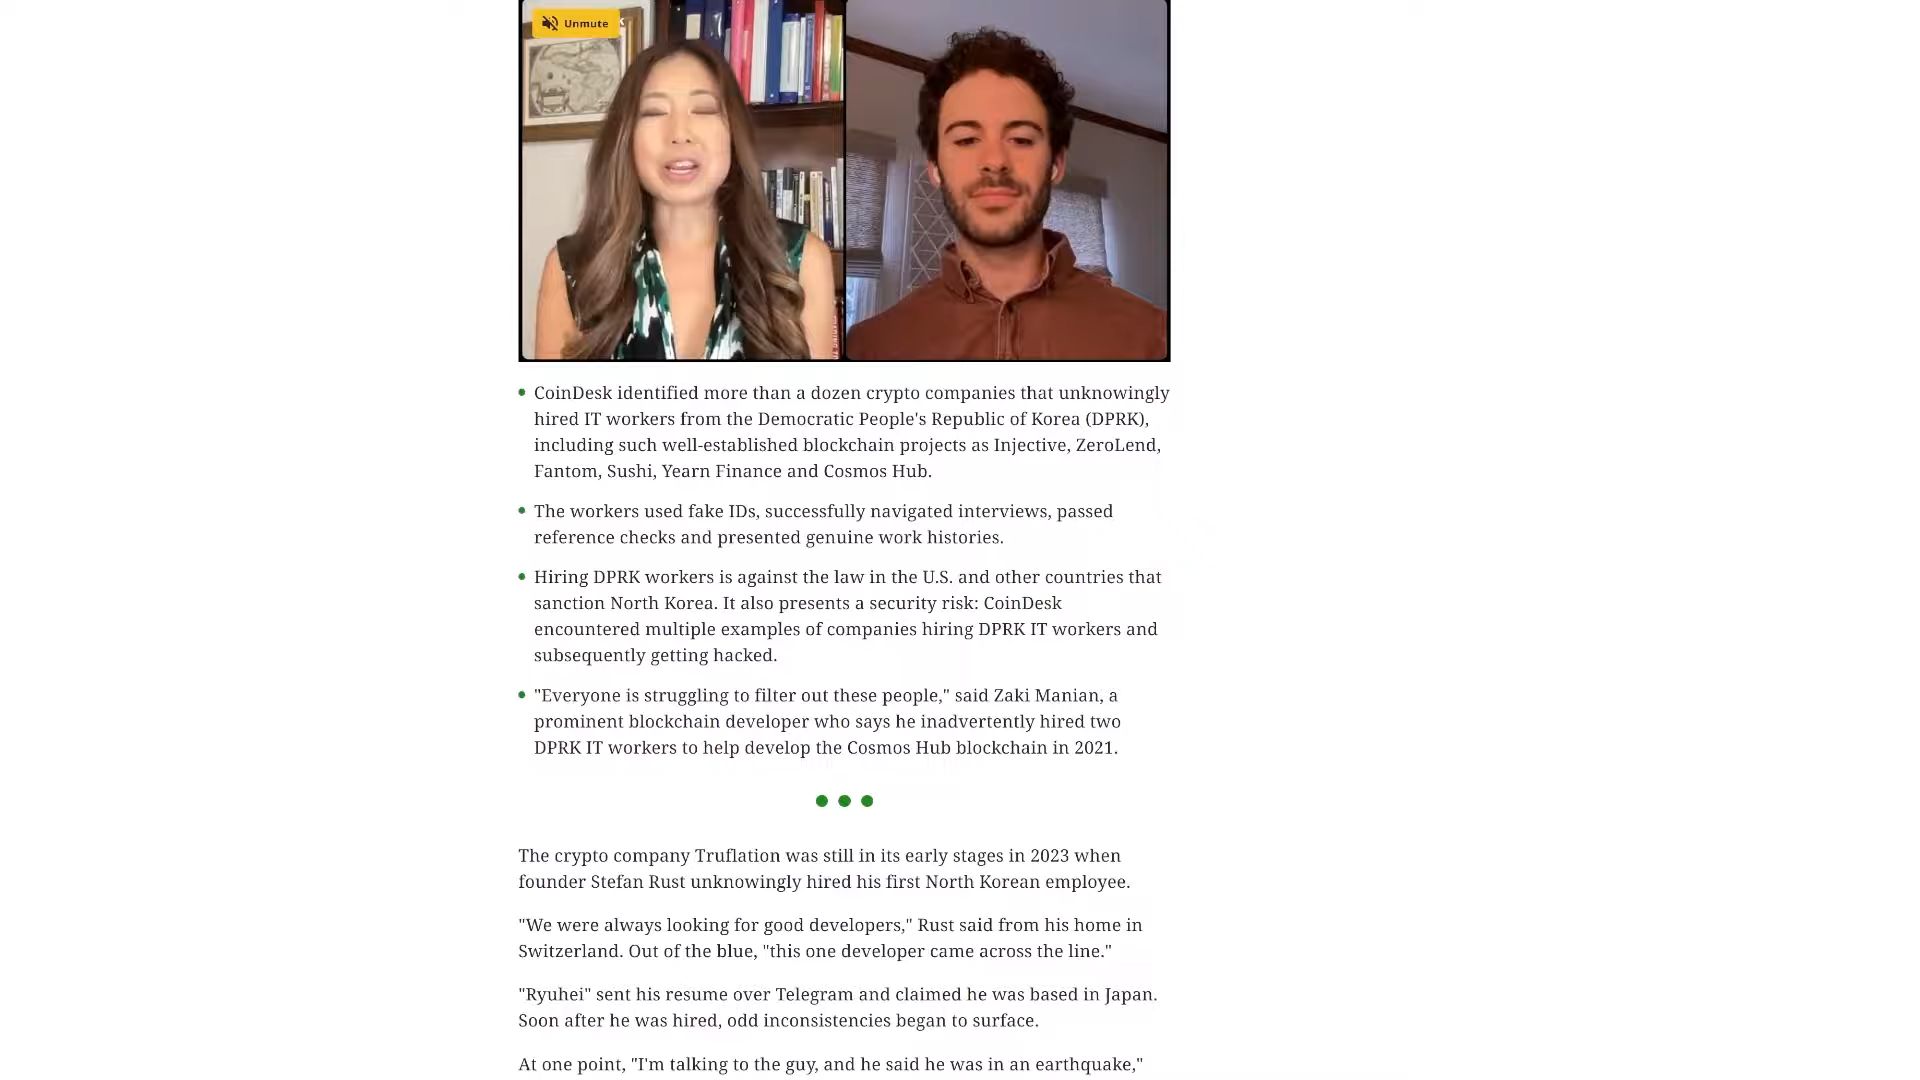 Unmute
CoinDesk identified more than a dozen crypto companies that unknowingly
hired IT workers from the Democratic People's Republic of Korea (DPRK),
including such well-established blockchain projects as Injective, ZeroLend,
Fantom, Sushi, Yearn Finance and Cosmos Hub.
The workers used fake IDs, successfully navigated interviews, passed
reference checks and presented genuine work histories.
Hiring DPRK workers is against the law in the U.S. and other countries that
sanction North Korea. It also presents a security risk: CoinDesk
encountered multiple examples of companies hiring DPRK IT workers and
subsequently getting hacked.
"Everyone is struggling to filter out these people," said Zaki Manian, a
prominent blockchain developer who says he inadvertently hired two
DPRK IT workers to help develop the Cosmos Hub blockchain in 2021.
The crypto company Truflation was still in its early stages in 2023 when
founder Stefan Rust unknowingly hired his first North Korean employee.
"We were always looking for good developers," Rust said from his home in
Switzerland. Out of the blue, "this one developer came across the line."
"Ryuhei" sent his resume over Telegram and claimed he was based in Japan.
Soon after he was hired, odd inconsistencies began to surface.
At one point, "I'm talking to the guy, and he said he was in an earthquake,"